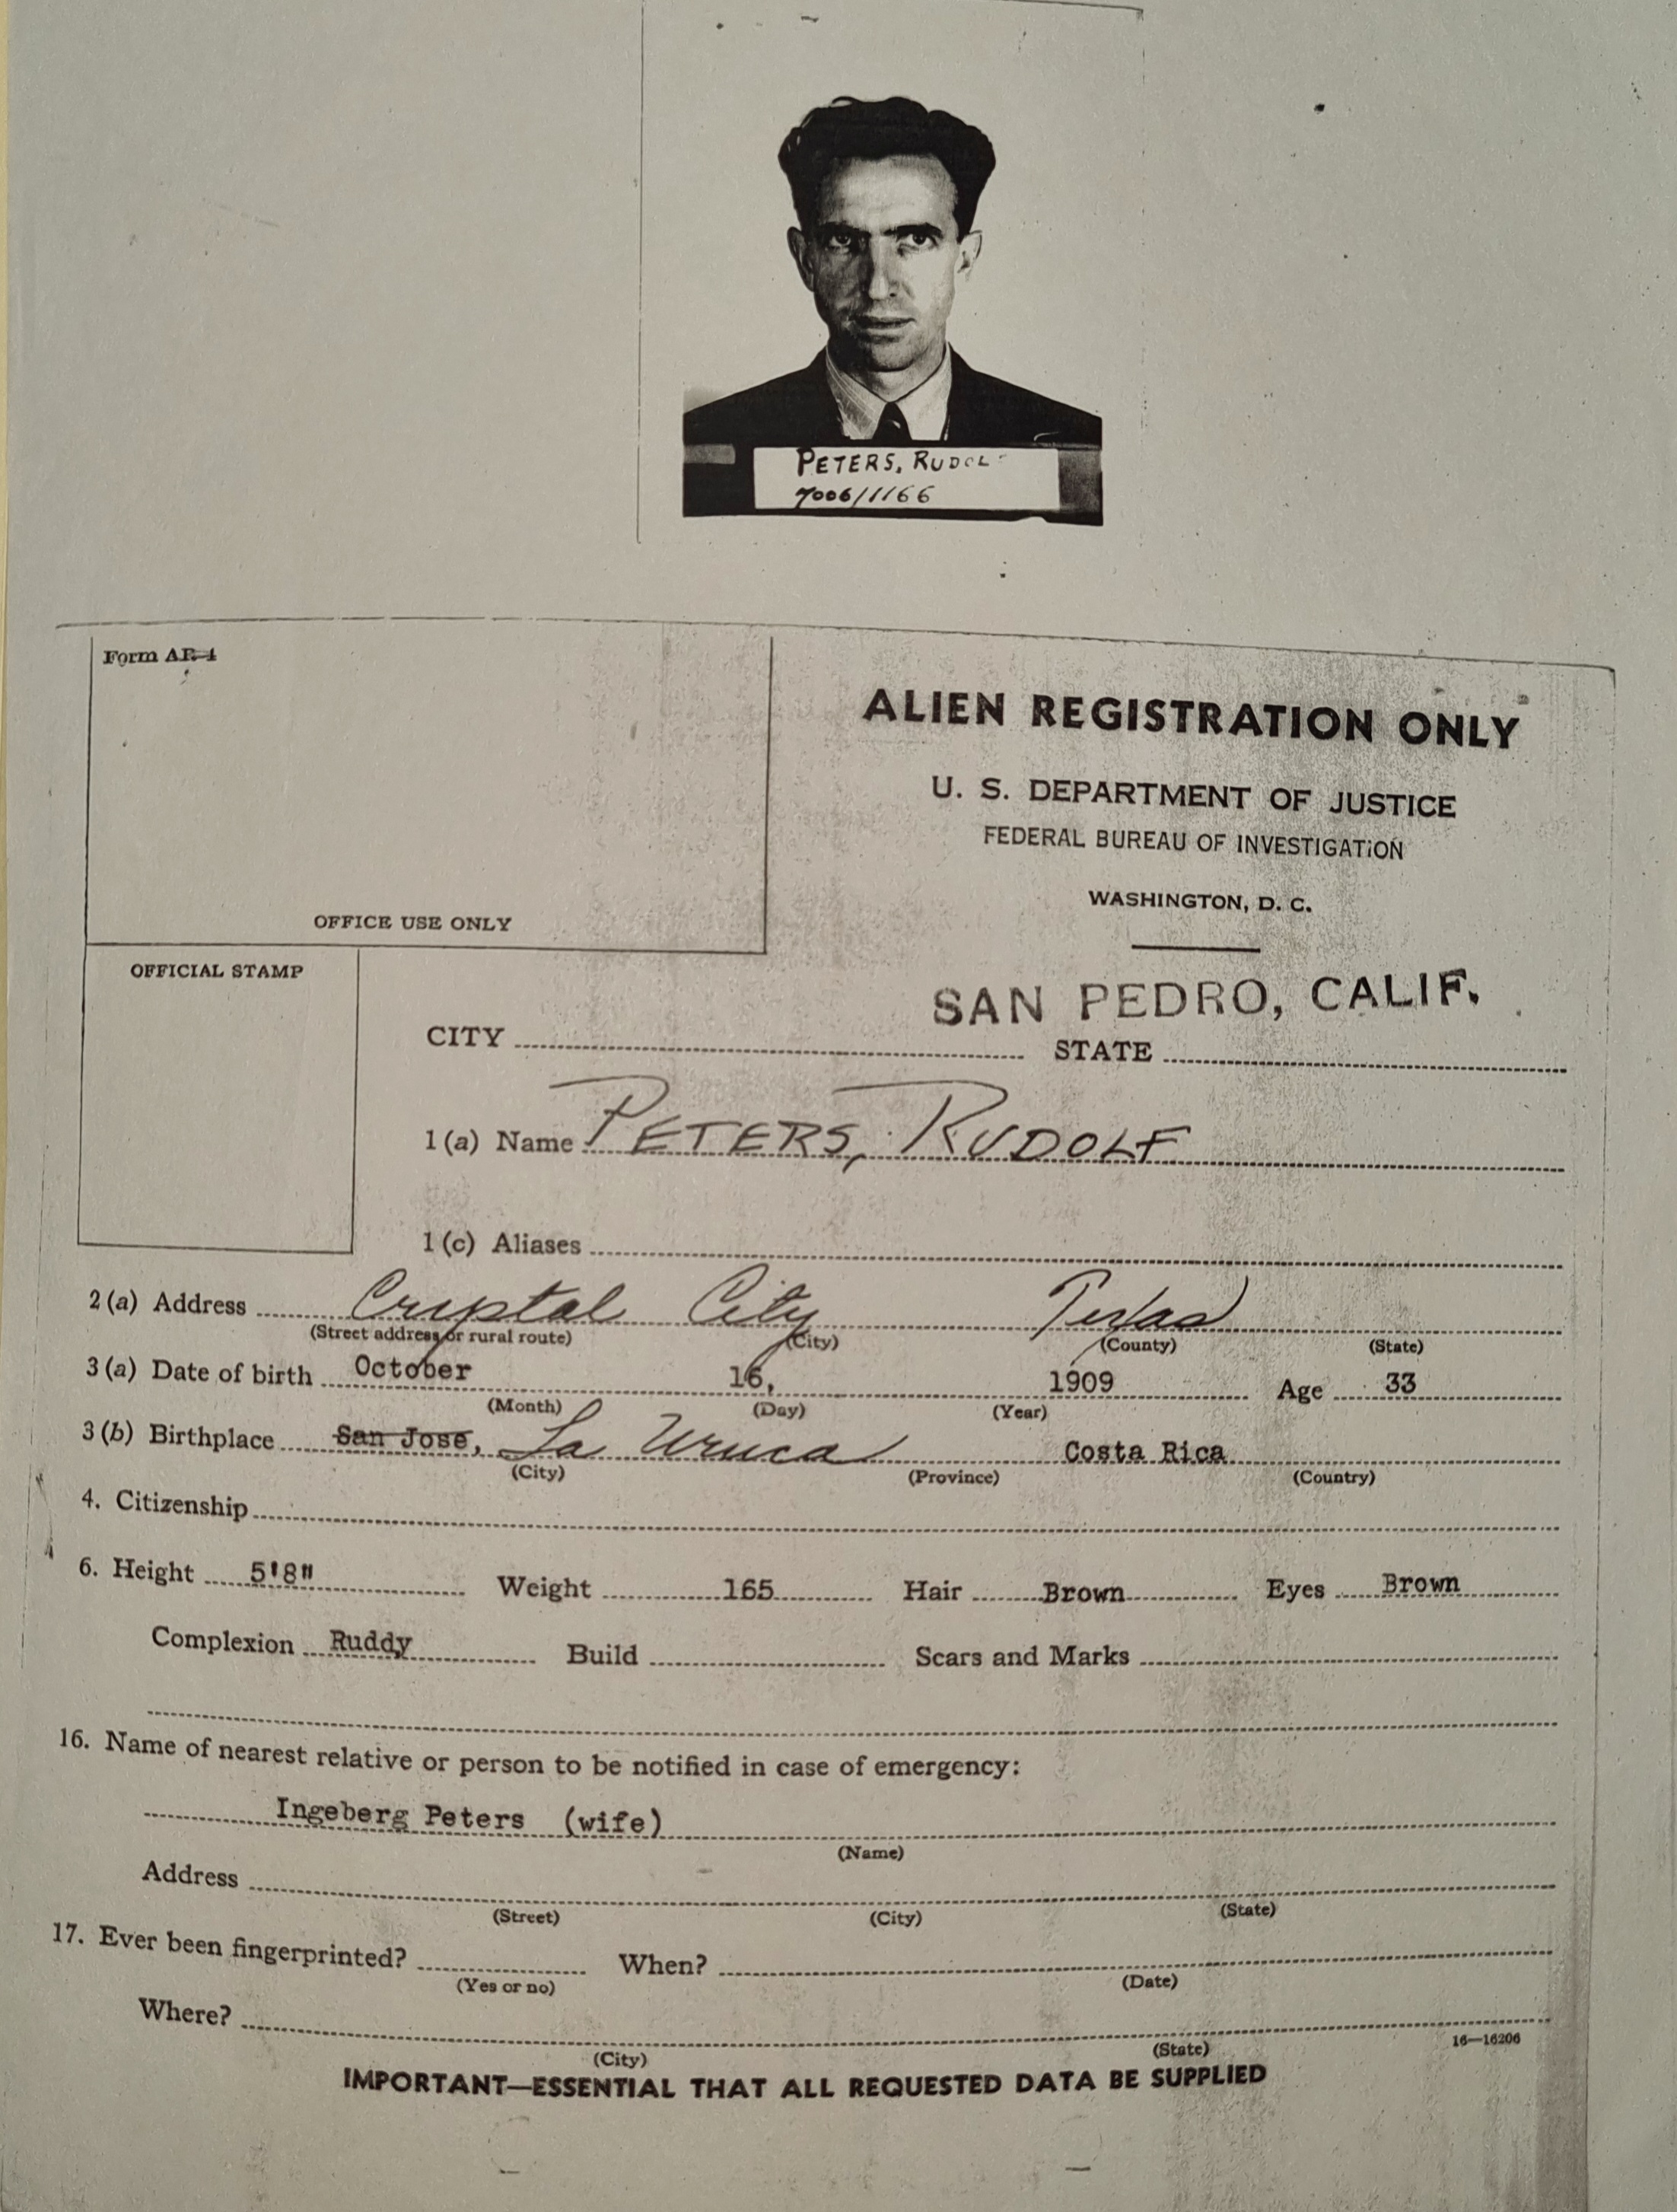 PETERS, RUDOL
7006/1166
Form AR-4
ALIEN REGISTRATION ONLY
U. S. DEPARTMENT OF JUSTICE
FEDERAL BUREAU OF INVESTIGATION
WASHINGTON, D. C.
OFFICE USE ONLY
OFFICIAL STAMP
SAN PEDRO, CALIF.
CITY STATE
1 (a) Name PETERS, RUDOLF
1 (c) Aliases
2 (a) Address Crystal City Texas
(Street address or rural route) (City) (County) (State)
3 (a) Date of birth October 16, 1909 Age 33
(Month) (Day) (Year)
3 (b) Birthplace San Jose, La Uruca Costa Rica
(City) (Province) (Country)
4. Citizenship
6. Height 5'8" Weight 165 Hair Brown Eyes Brown
Complexion Ruddy Build Scars and Marks
16. Name of nearest relative or person to be notified in case of emergency:
Ingeberg Peters (wife)
(Name)
Address
(Street) (City) (State)
17. Ever been fingerprinted? When?
(Yes or no) (Date)
Where?
16—16206
(City) (State)
IMPORTANT—ESSENTIAL THAT ALL REQUESTED DATA BE SUPPLIED